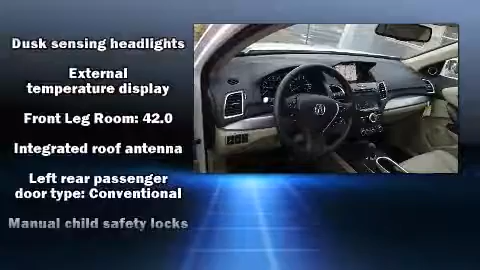 Dusk sensing headlights
External
temperature display
Front Leg Room: 42.0
Integrated roof antenna
Left rear passenger
door type: Conventional
Manual child safety locks